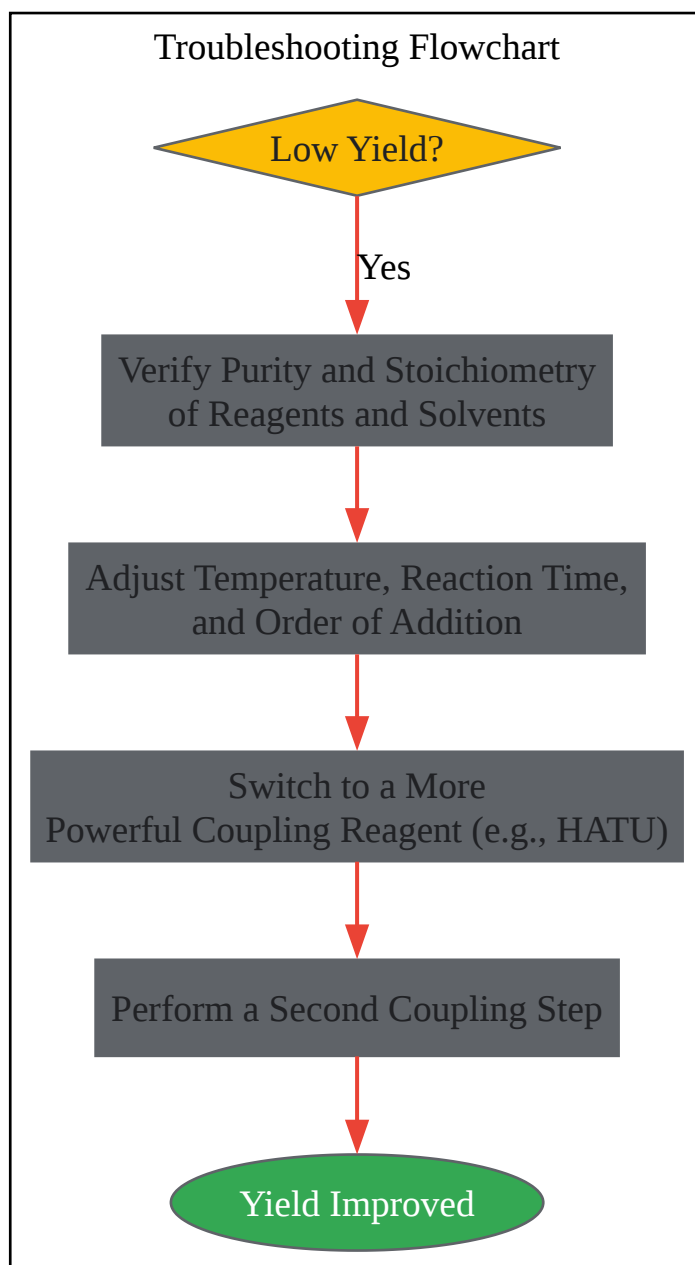 Troubleshooting Flowchart
Low Yield?
Yes
Verify Purity and Stoichiometry
of Reagents and Solvents
Adjust Temperature, Reaction Time,
and Order of Addition
Switch to a More
Powerful Coupling Reagent (e.g., HATU)
Perform a Second Coupling Step
Yield Improved